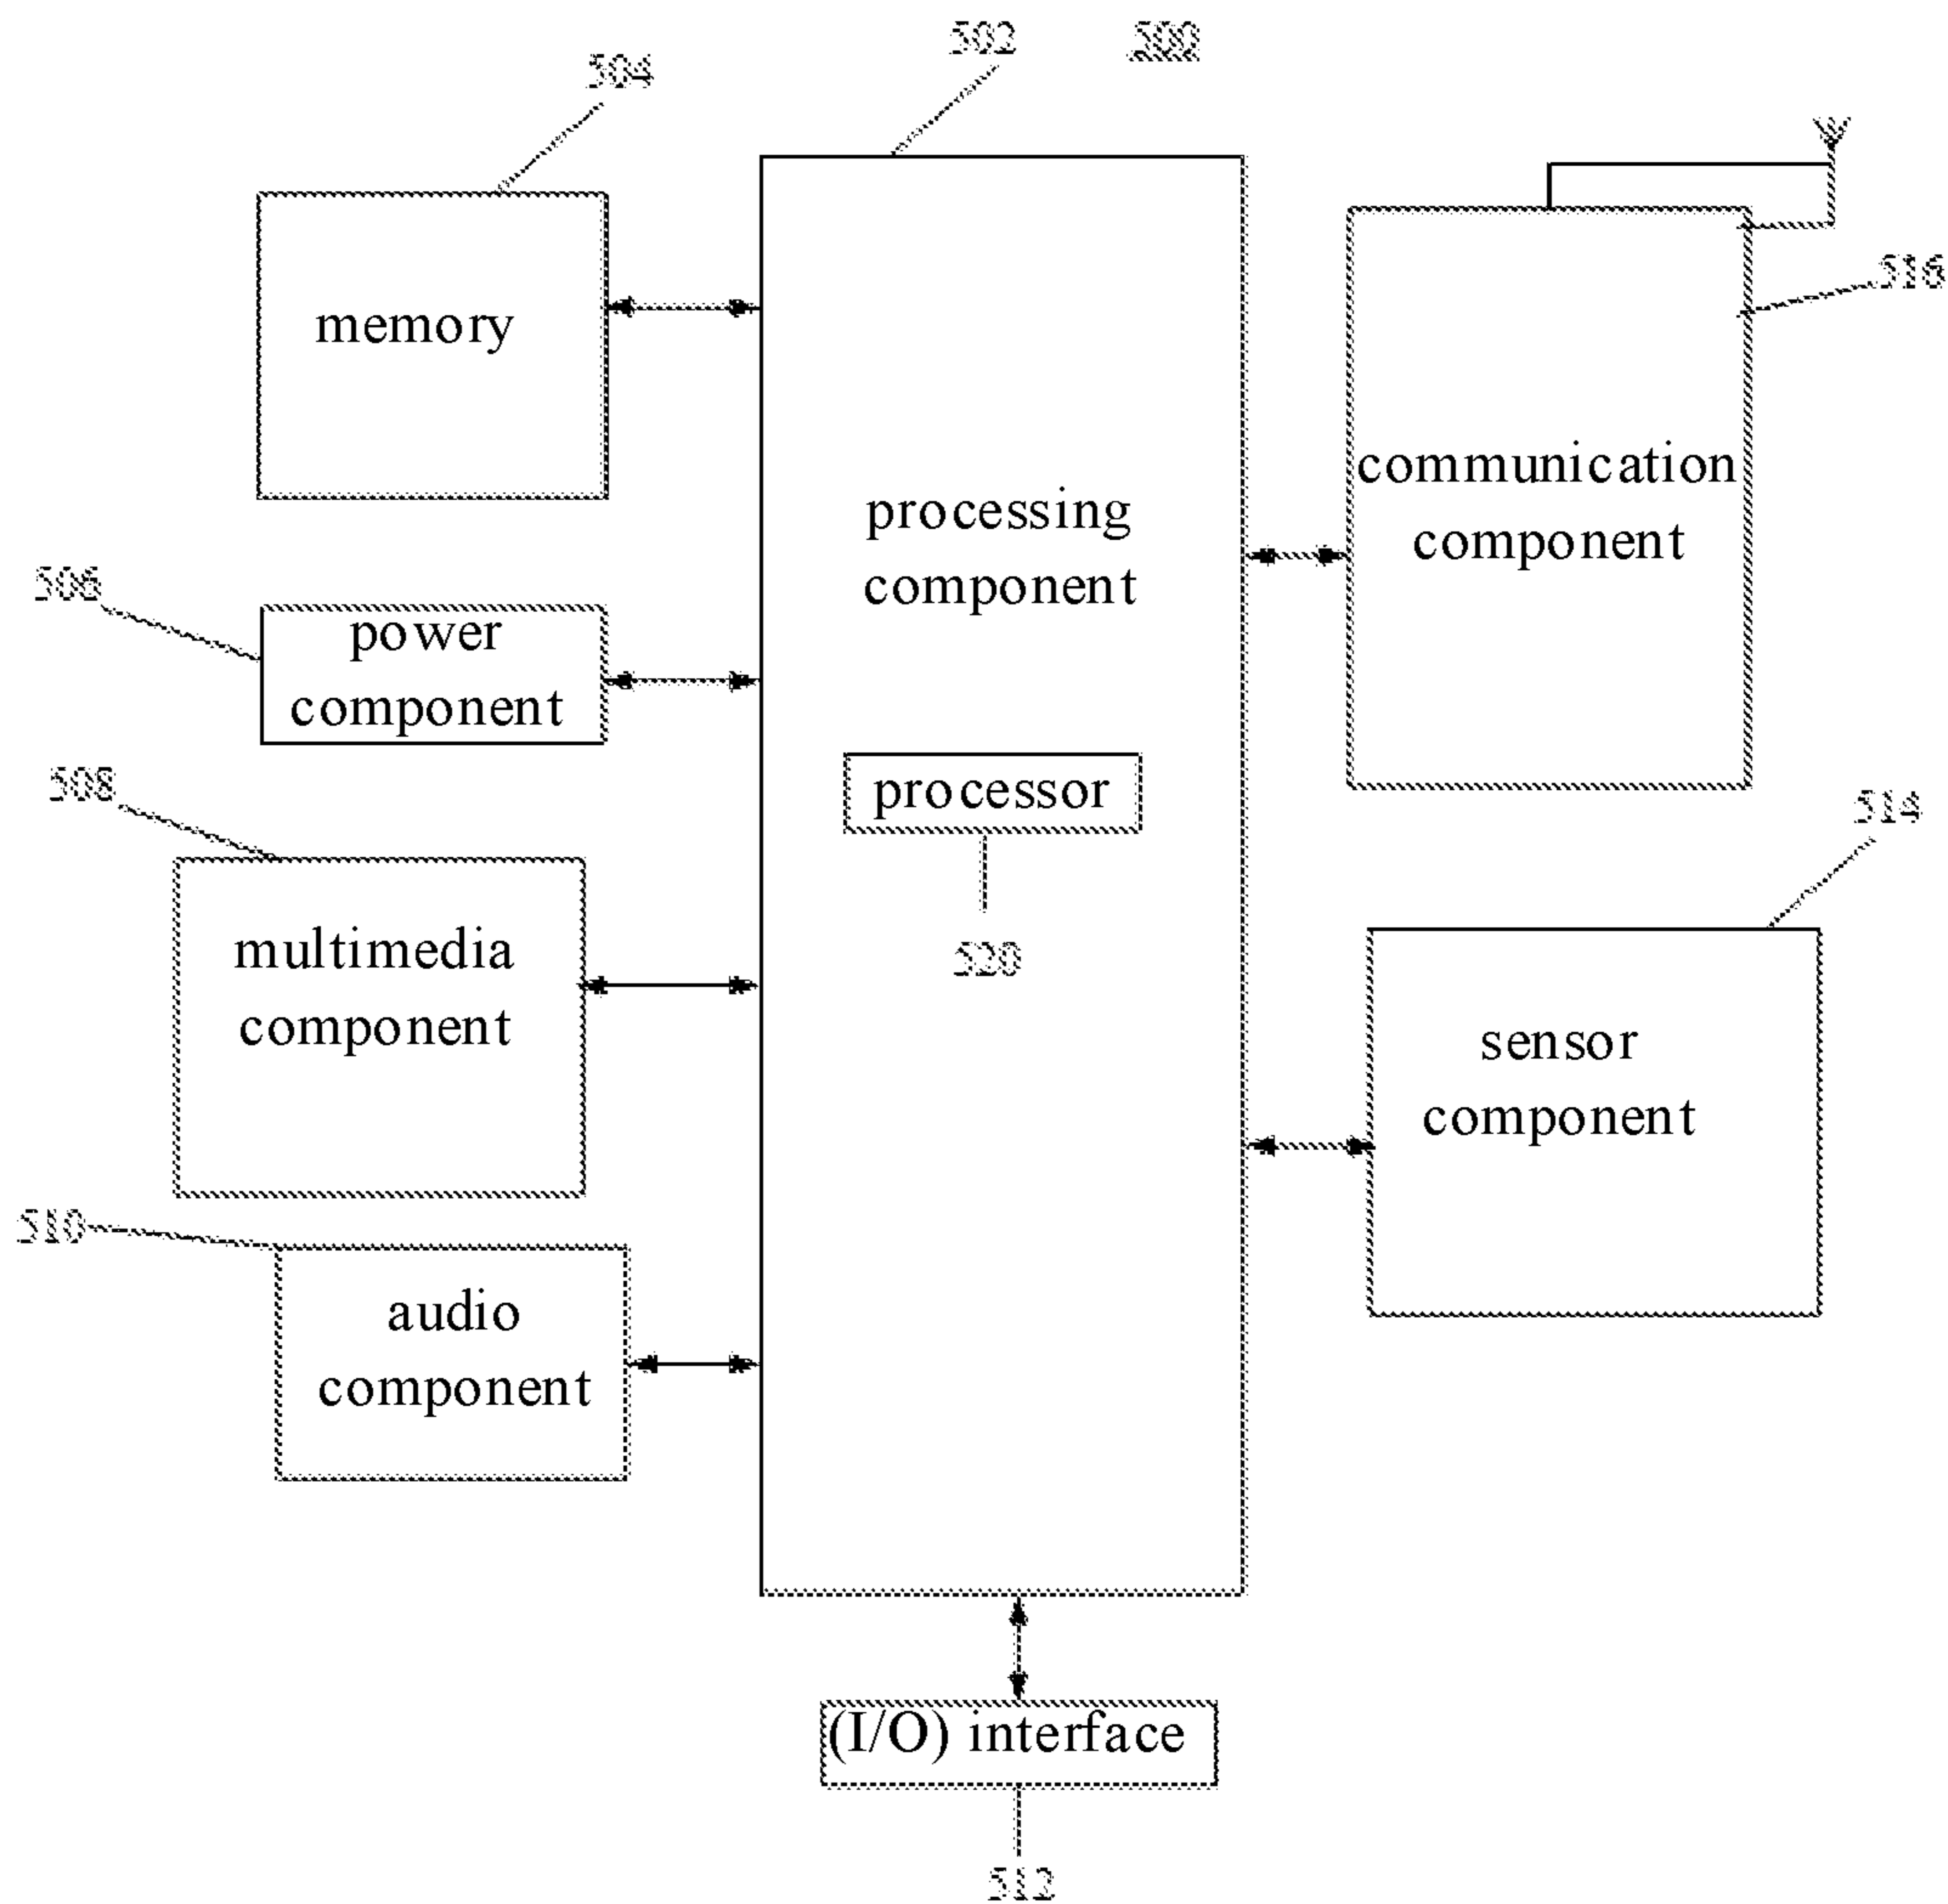 502
500
504
516
memory
communication
component
processing
component
506
power
component
508
processor
514
multimedia
component
520
sensor
component
510
audio
component
(I/O) interface
512